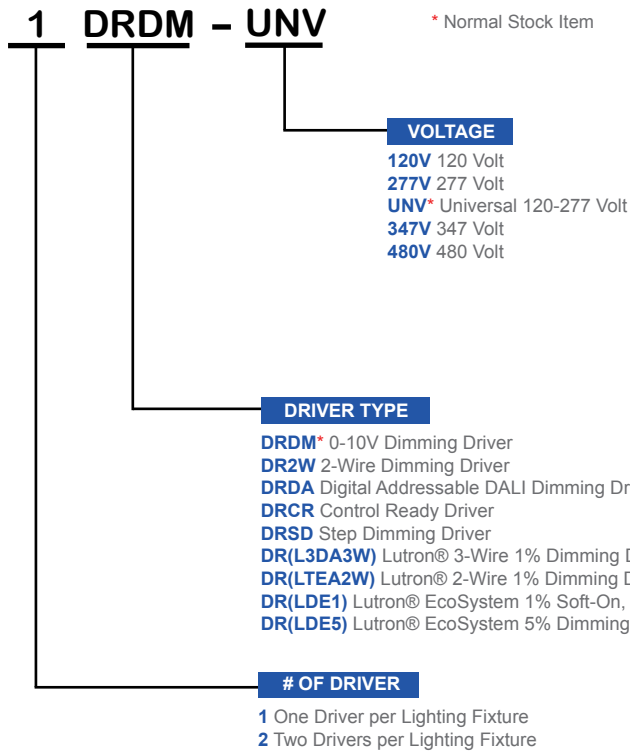 1 DRDM – UNV
* Normal Stock Item
VOLTAGE
120V 120 Volt
277V 277 Volt
UNV* Universal 120-277 Volt
347V 347 Volt
480V 480 Volt
DRIVER TYPE
DRDM* 0-10V Dimming Driver
DR2W 2-Wire Dimming Driver
DRDA Digital Addressable DALI Dimming
DRCR Control Ready Driver
DRSD Step Dimming Driver
DR(L3DA3W) Lutron® 3-Wire 1% Dimming
DR(LTEA2W) Lutron® 2-Wire 1% Dimming
DR(LDE1) Lutron® EcoSystem 1% Soft-On,
DR(LDE5) Lutron® EcoSystem 5% Dimming
# OF DRIVER
1 One Driver per Lighting Fixture
2 Two Drivers per Lighting Fixture